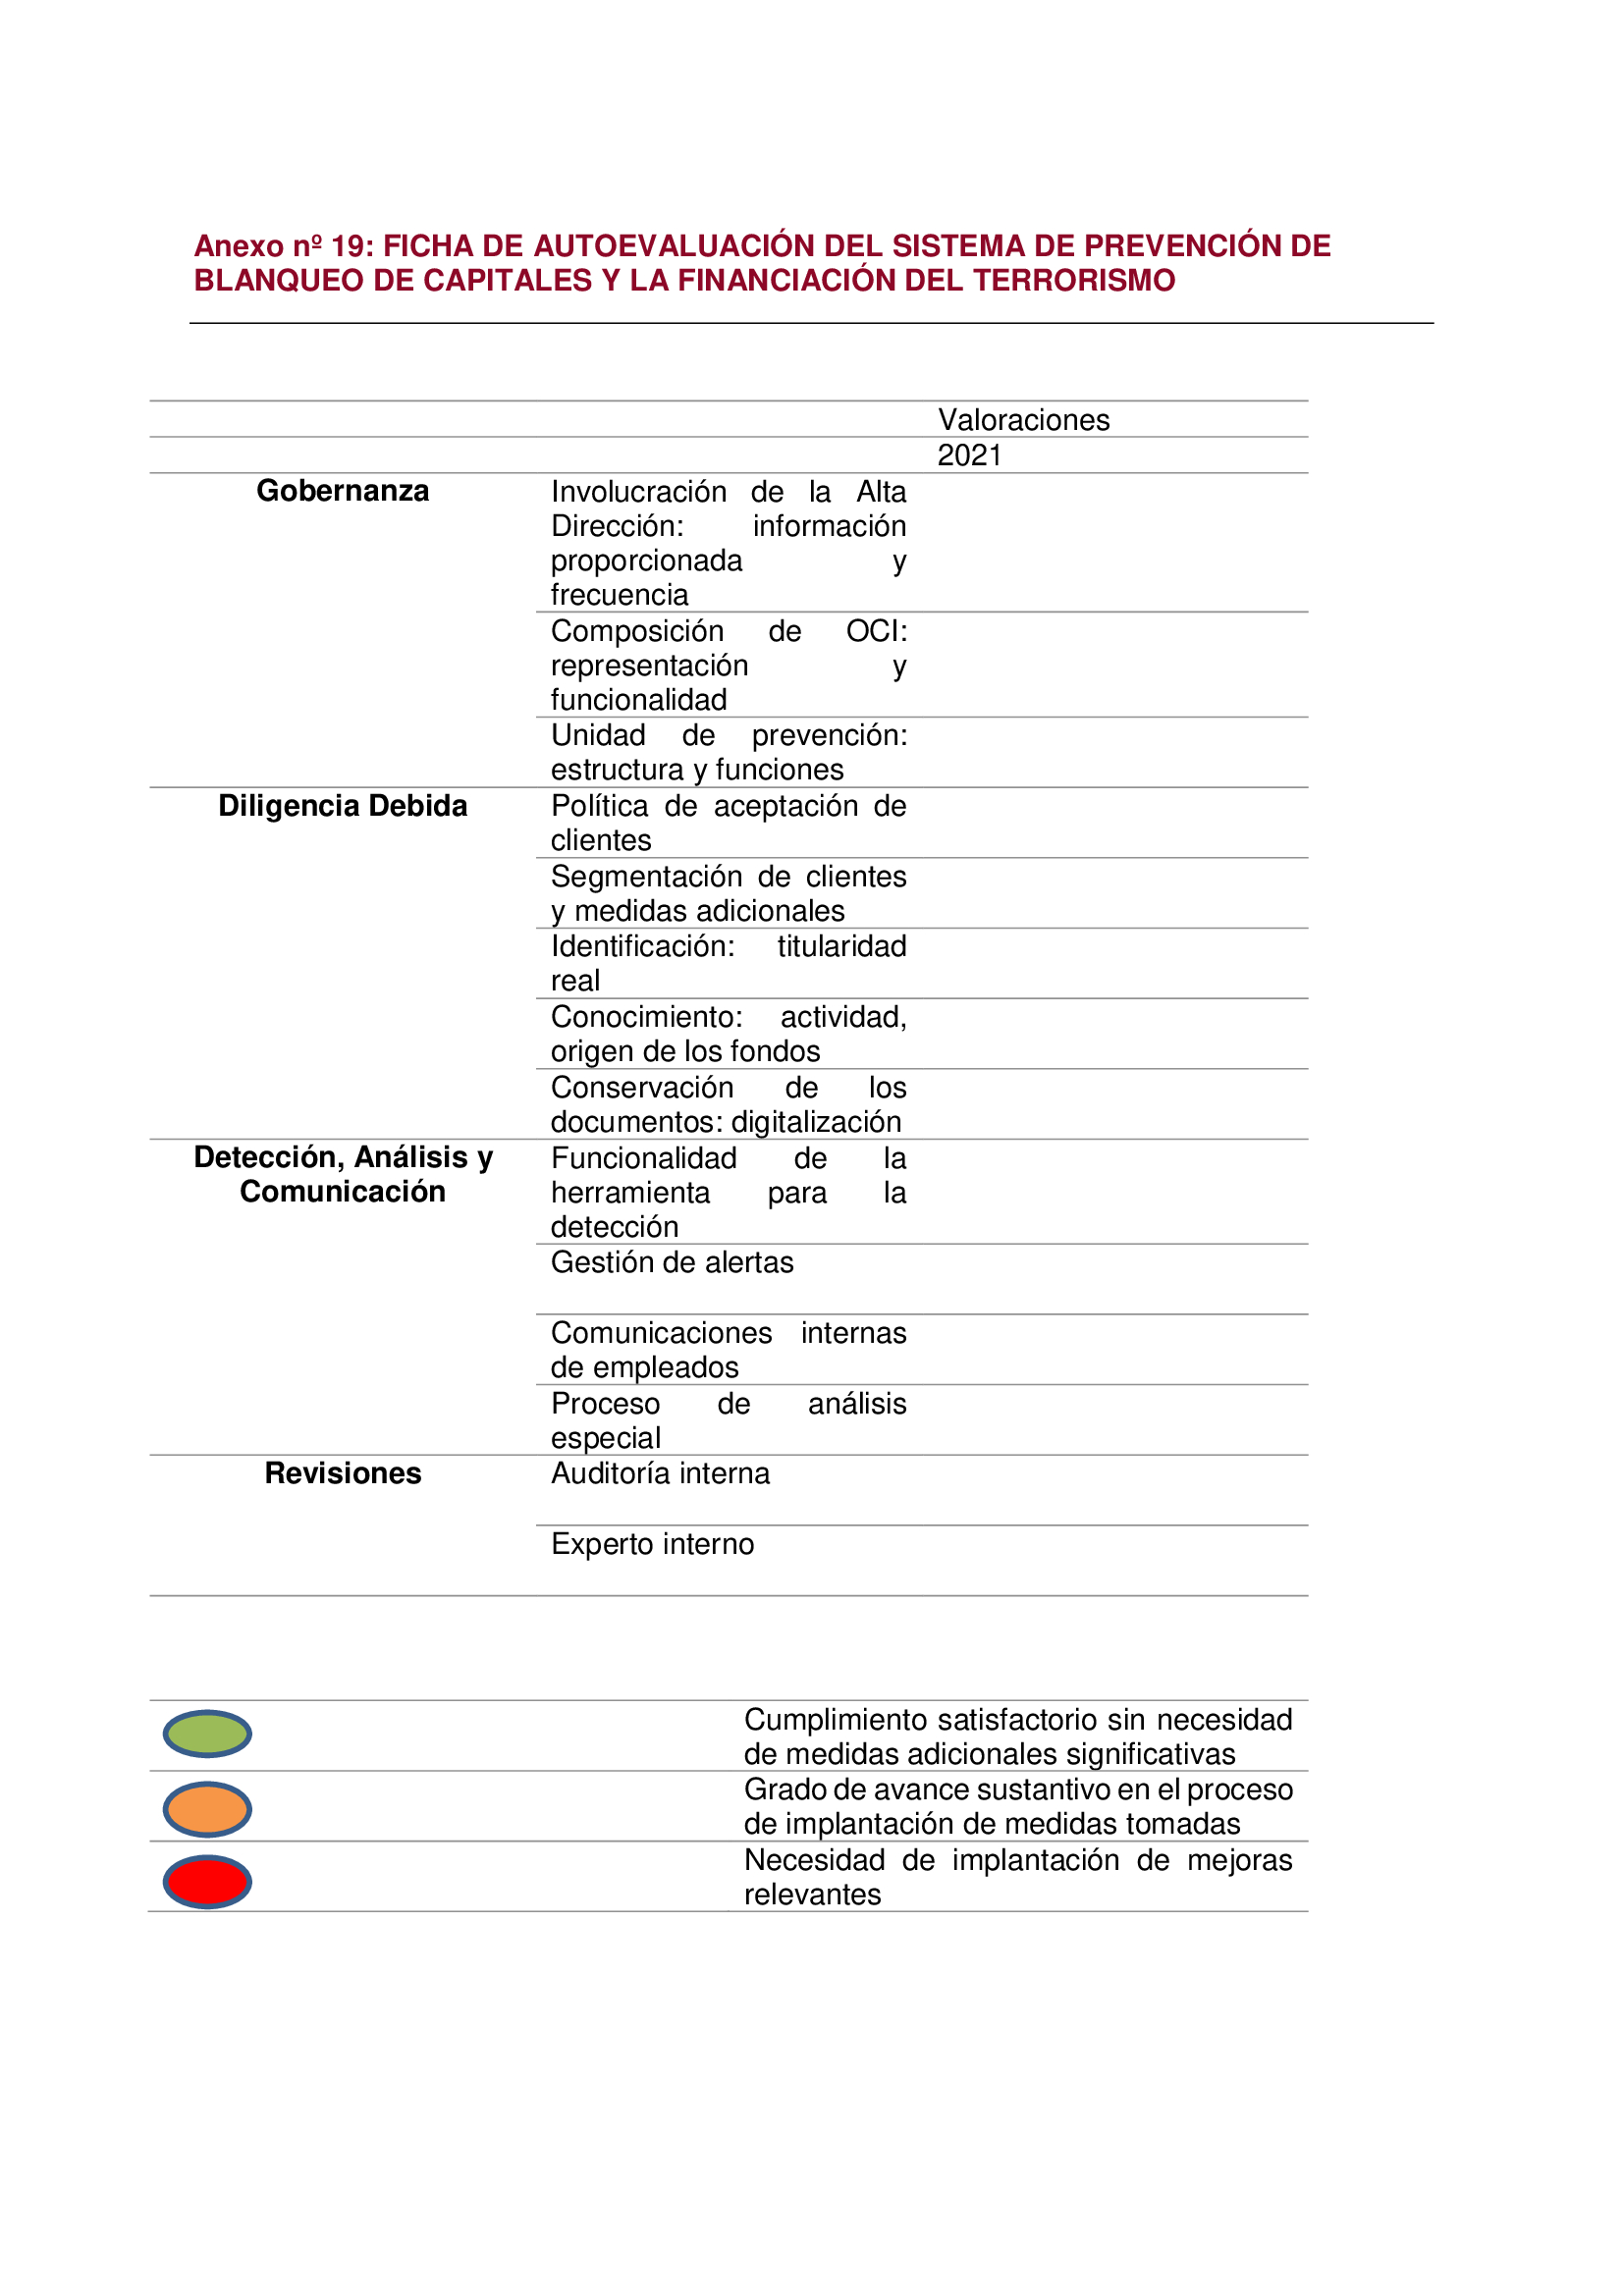 Anexo nº 19: FICHA DE AUTOEVALUACIÓN DEL SISTEMA DE PREVENCIÓN DE
BLANQUEO DE CAPITALES Y LA FINANCIACIÓN DEL TERRORISMO
Valoraciones
2021
Gobernanza
Involucración de la Alta
Dirección: información
proporcionada y
frecuencia
Composición de OCI:
representación y
funcionalidad
Unidad de prevención:
estructura y funciones
Diligencia Debida
Política de aceptación de
clientes
Segmentación de clientes
y medidas adicionales
Identificación: titularidad
real
Conocimiento: actividad,
origen de los fondos
Conservación de los
documentos: digitalización
Detección, Análisis y
Comunicación
Funcionalidad de la
herramienta para la
detección
Gestión de alertas
Comunicaciones internas
de empleados
Proceso de análisis
especial
Revisiones
Auditoría interna
Experto interno
Cumplimiento satisfactorio sin necesidad
de medidas adicionales significativas
Grado de avance sustantivo en el proceso
de implantación de medidas tomadas
Necesidad de implantación de mejoras
relevantes